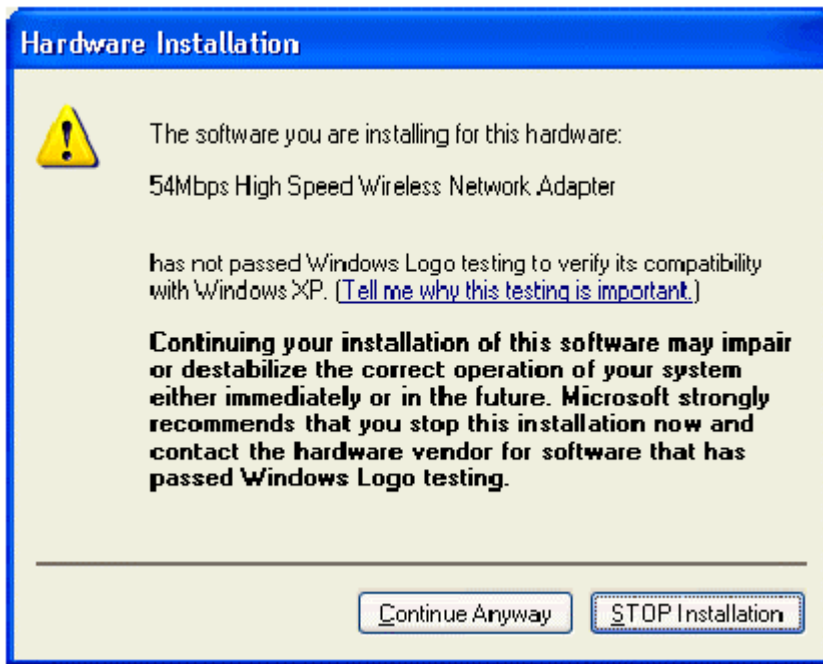 Hardware Installation
The software you are installing for this hardware:
54Mbps High Speed Wireless Network Adapter
has not passed Windows Logo testing to verify its compatibility
with Windows XP. (Tell me why this testing is important.)
Continuing your installation of this software may impair
or destabilize the correct operation of your system
either immediately or in the future. Microsoft strongly
recommends that you stop this installation now and
contact the hardware vendor for software that has
passed Windows Logo testing.
Continue Anyway
STOP Installation